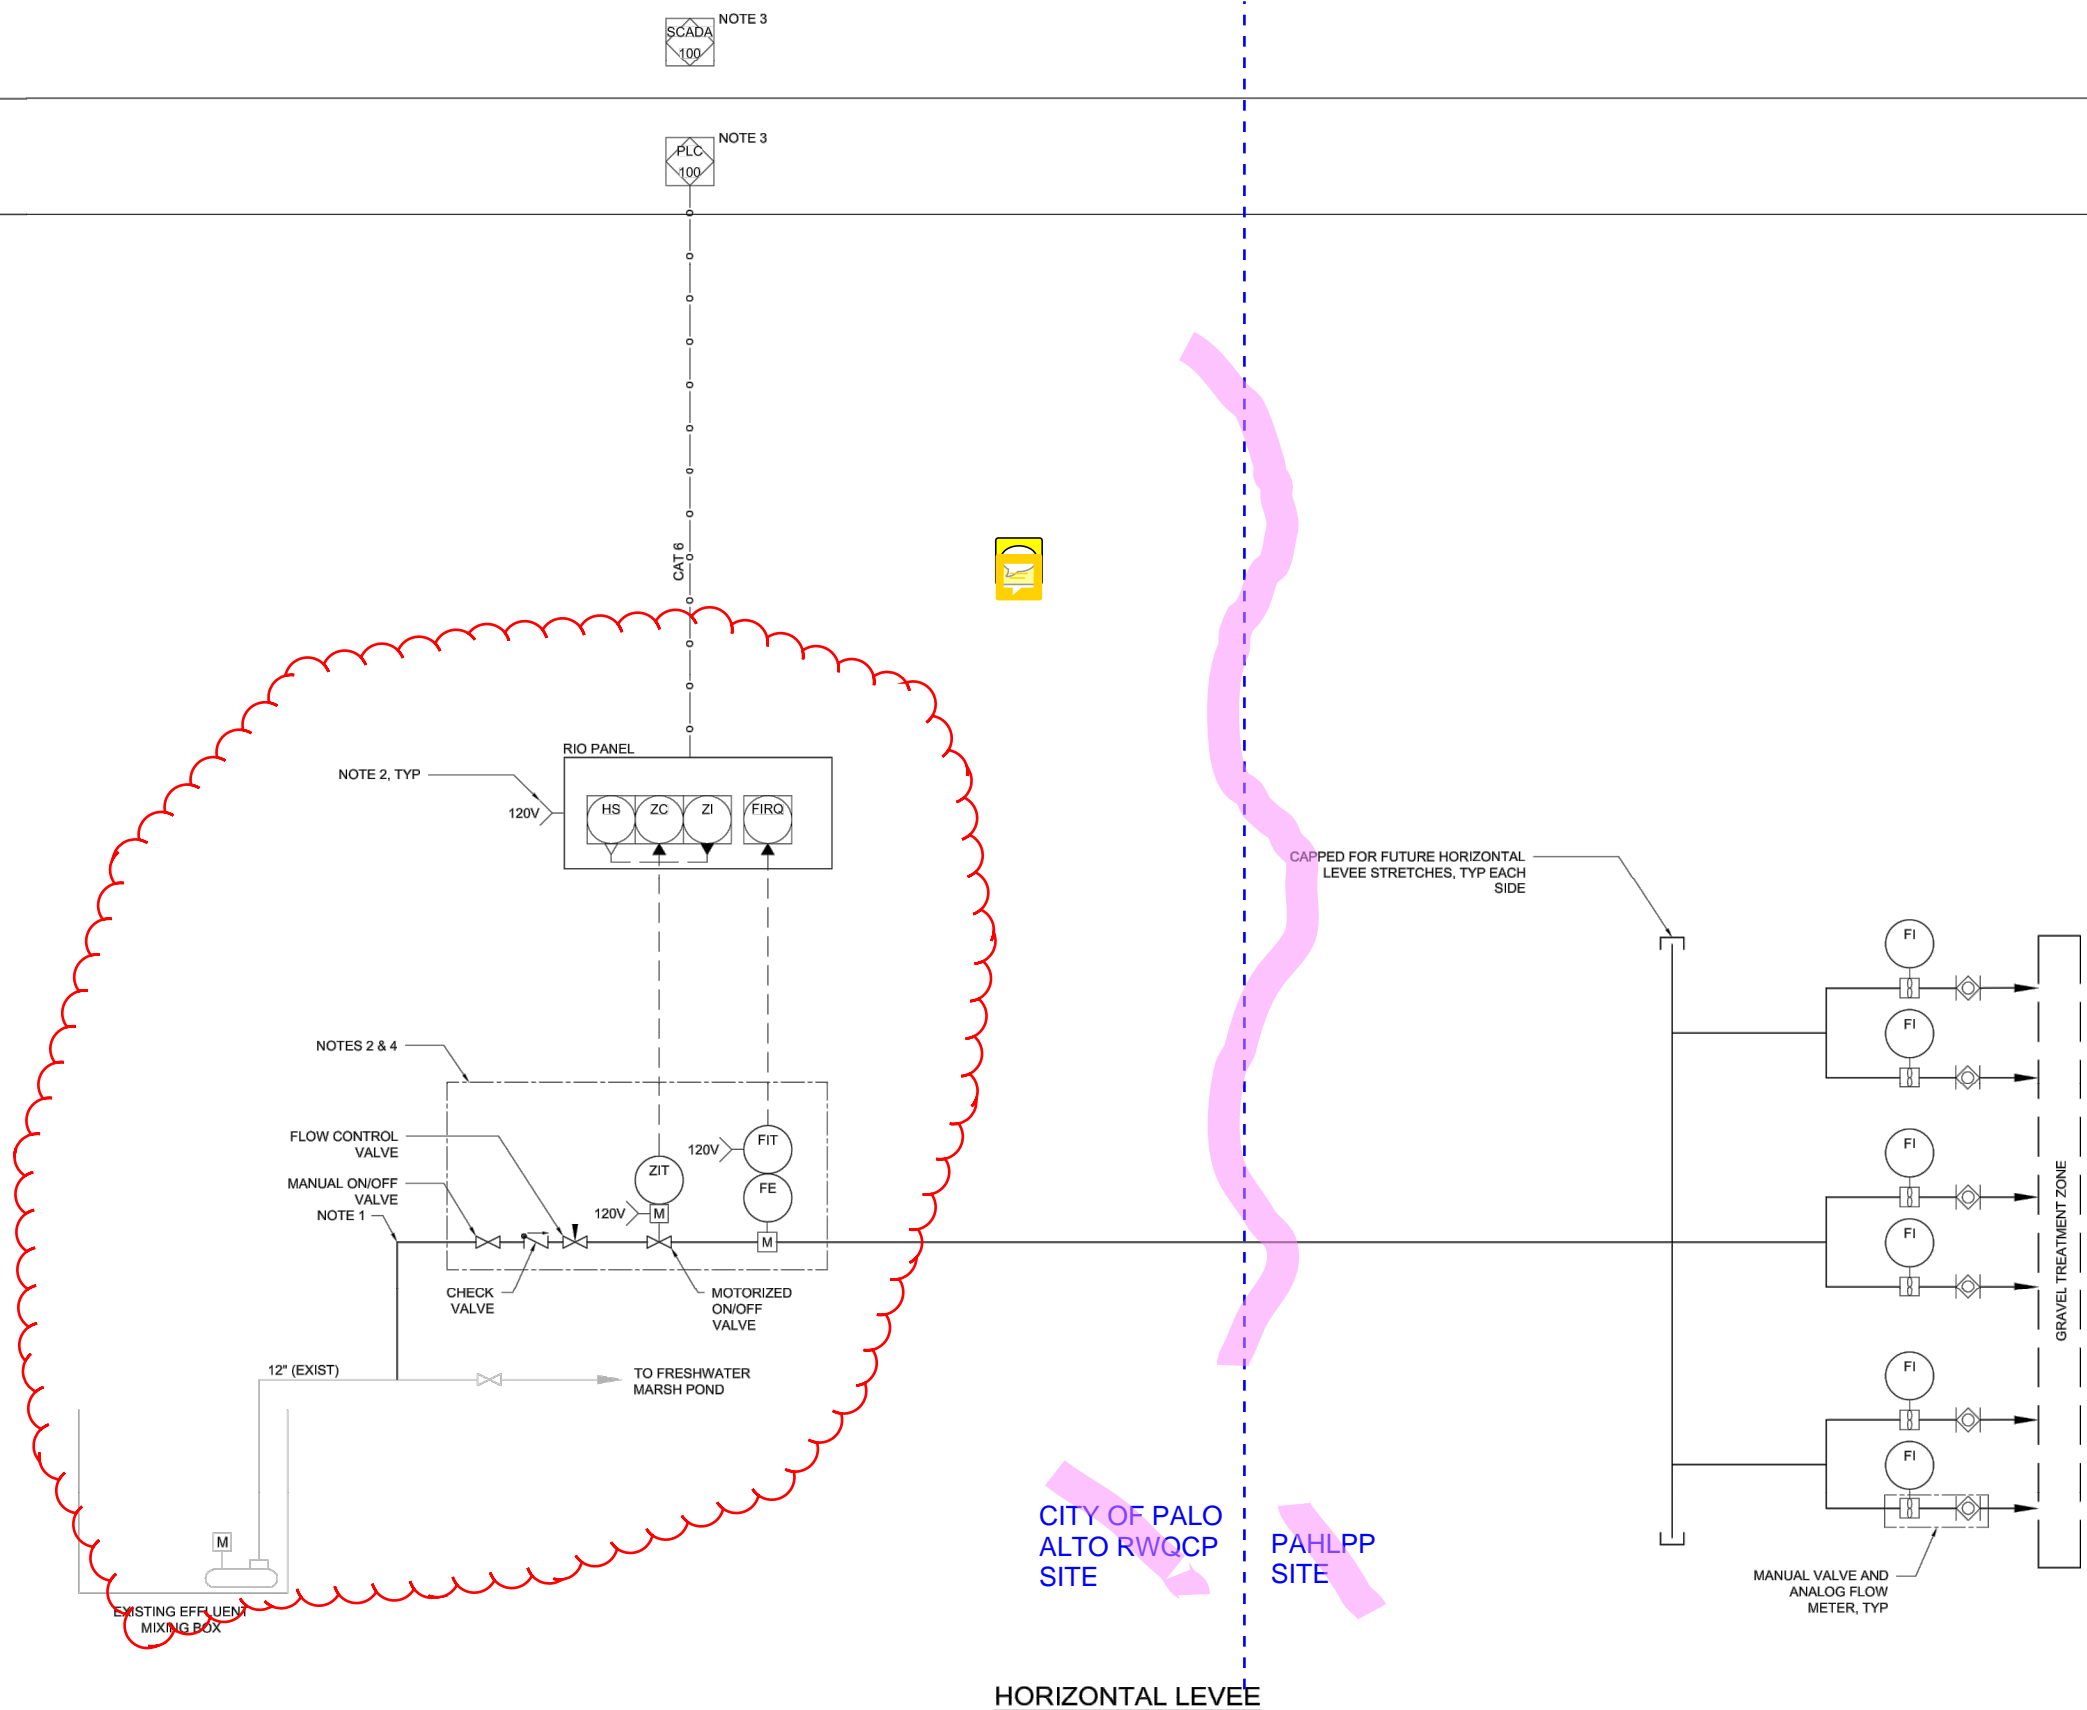 SCADA
100
NOTE 3
PLC
100
NOTE 3
CAT 6
RIO PANEL
NOTE 2, TYP
120V
HS
ZC
ZI
FIRQ
CAPPED FOR FUTURE HORIZONTAL
LEVEE STRETCHES, TYP EACH
SIDE
FI
FI
NOTES 2 & 4
FLOW CONTROL
VALVE
MANUAL ON/OFF
VALVE
NOTE 1
ZIT
120V
M
120V
FIT
FE
M
CHECK
VALVE
MOTORIZED
ON/OFF
VALVE
FI
FI
GRAVEL TREATMENT ZONE
12" (EXIST)
TO FRESHWATER
MARSH POND
FI
FI
M
EXISTING EFFLUENT
MIXING BOX
CITY OF PALO
ALTO RWQCP
SITE
PAHLPP
SITE
MANUAL VALVE AND
ANALOG FLOW
METER, TYP
HORIZONTAL LEVEE